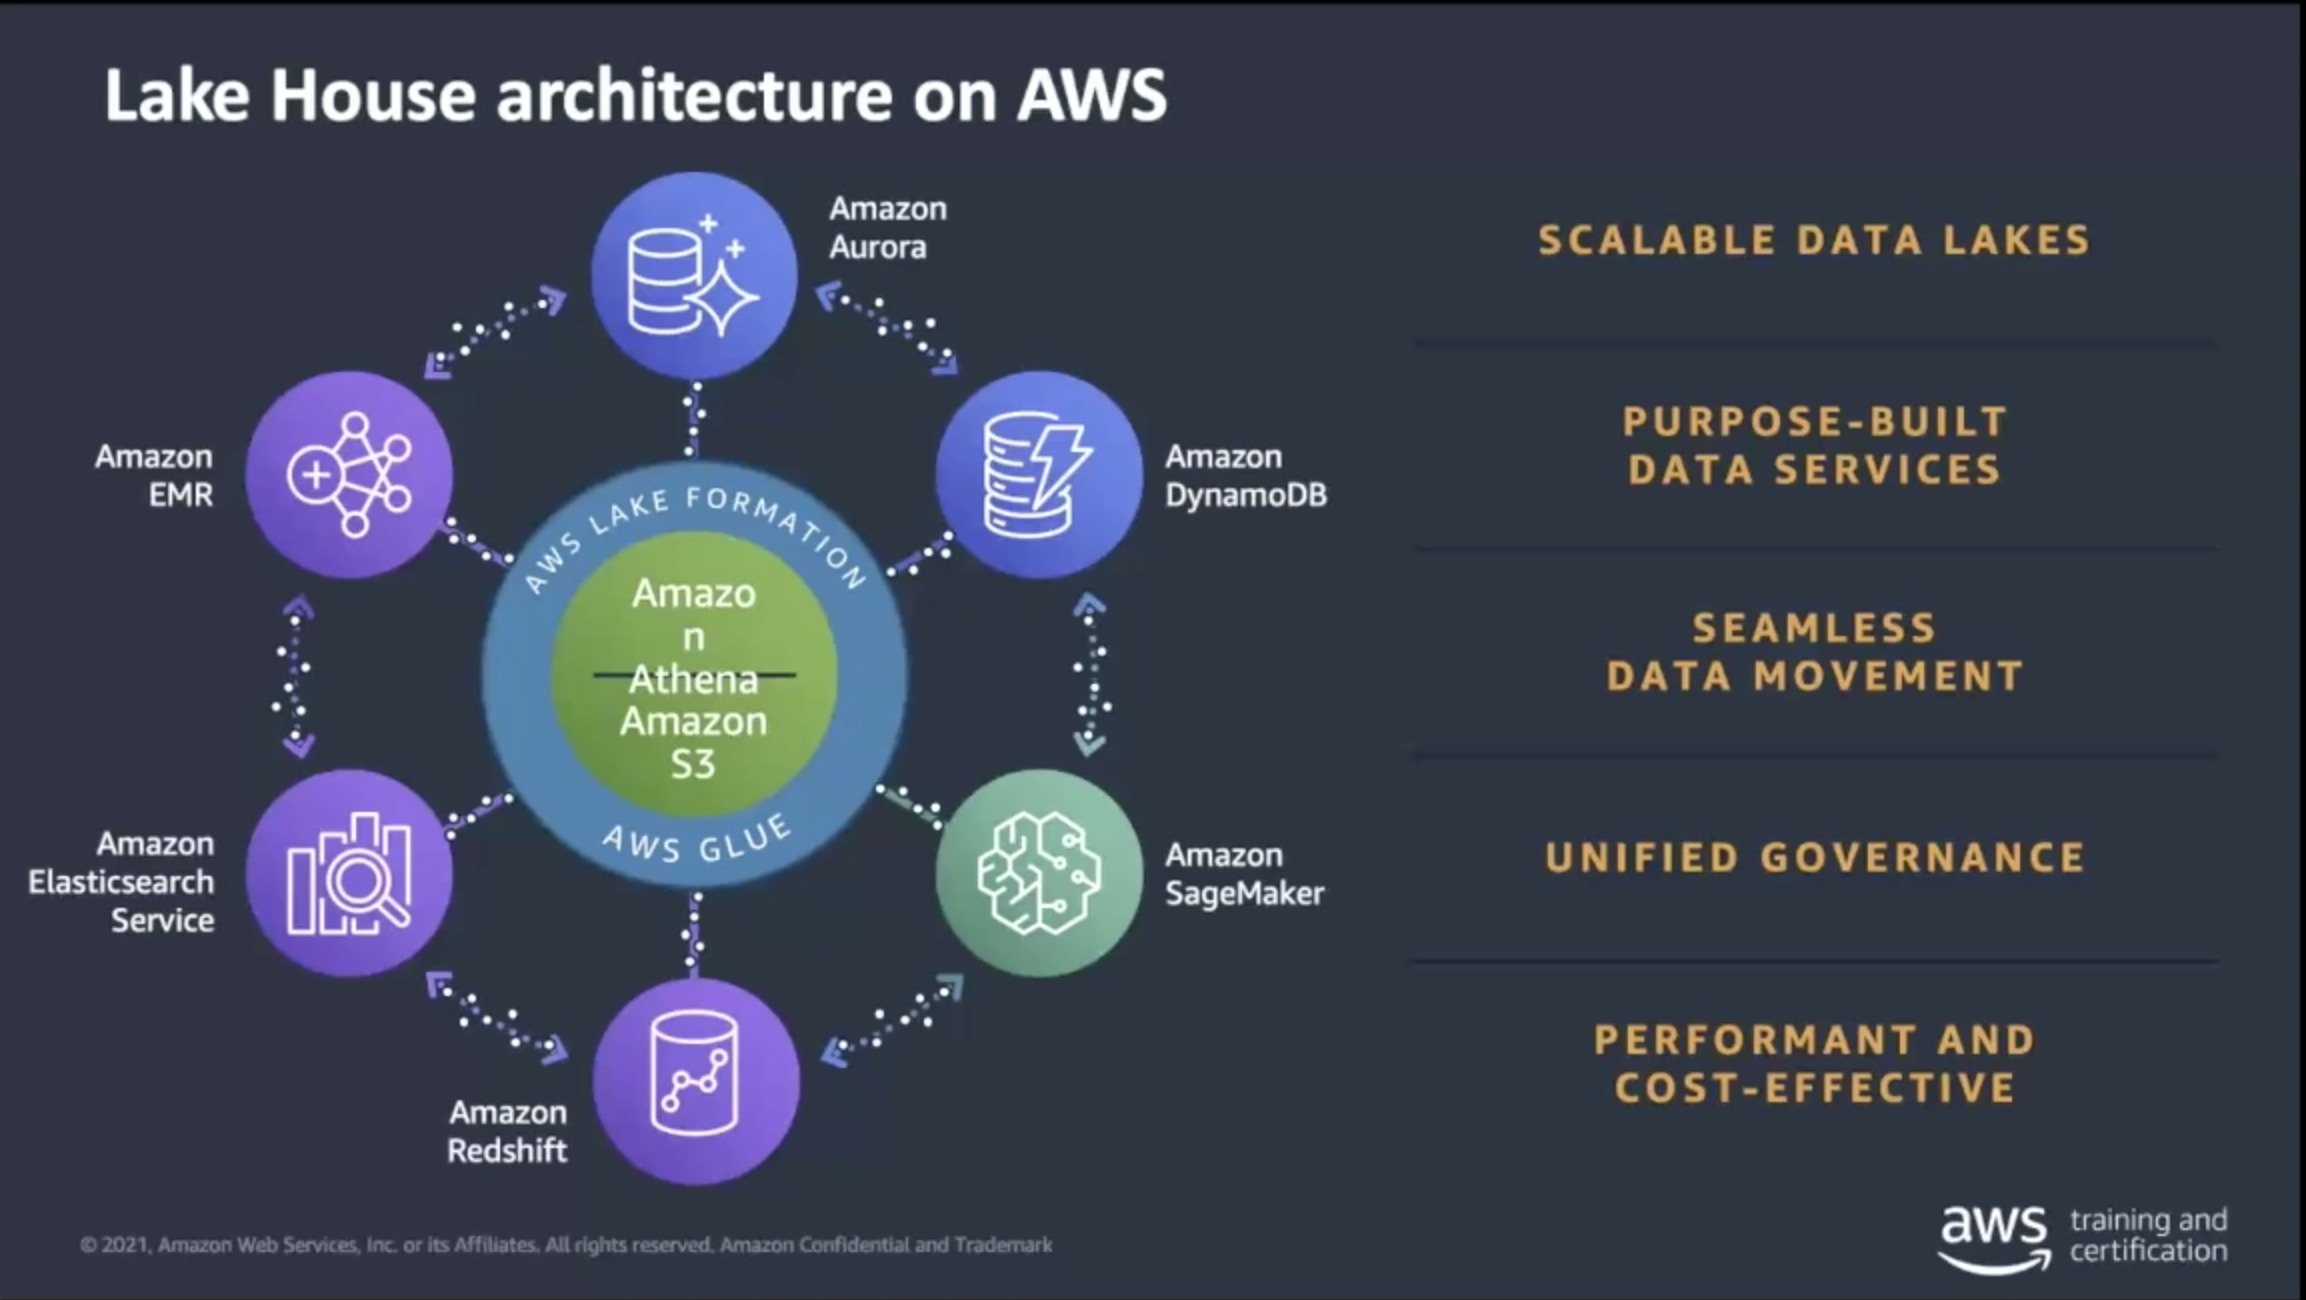 Lake House architecture on AWS
Amazon
Aurora
Amazon
DynamoDB
Amazon
SageMaker
Amazon
Redshift
Amazon
Elasticsearch
Service
Amazon
EMR
AWS LAKE FORMATION
Amazo
n
Athena
Amazon
S3
AWS GLUE
SCALABLE DATA LAKES
PURPOSE-BUILT
DATA SERVICES
SEAMLESS
DATA MOVEMENT
UNIFIED GOVERNANCE
PERFORMANT AND
COST-EFFECTIVE
© 2021, Amazon Web Services, Inc. or its Affiliates. All rights reserved. Amazon Confidential and Trademark
aws
training and
certification